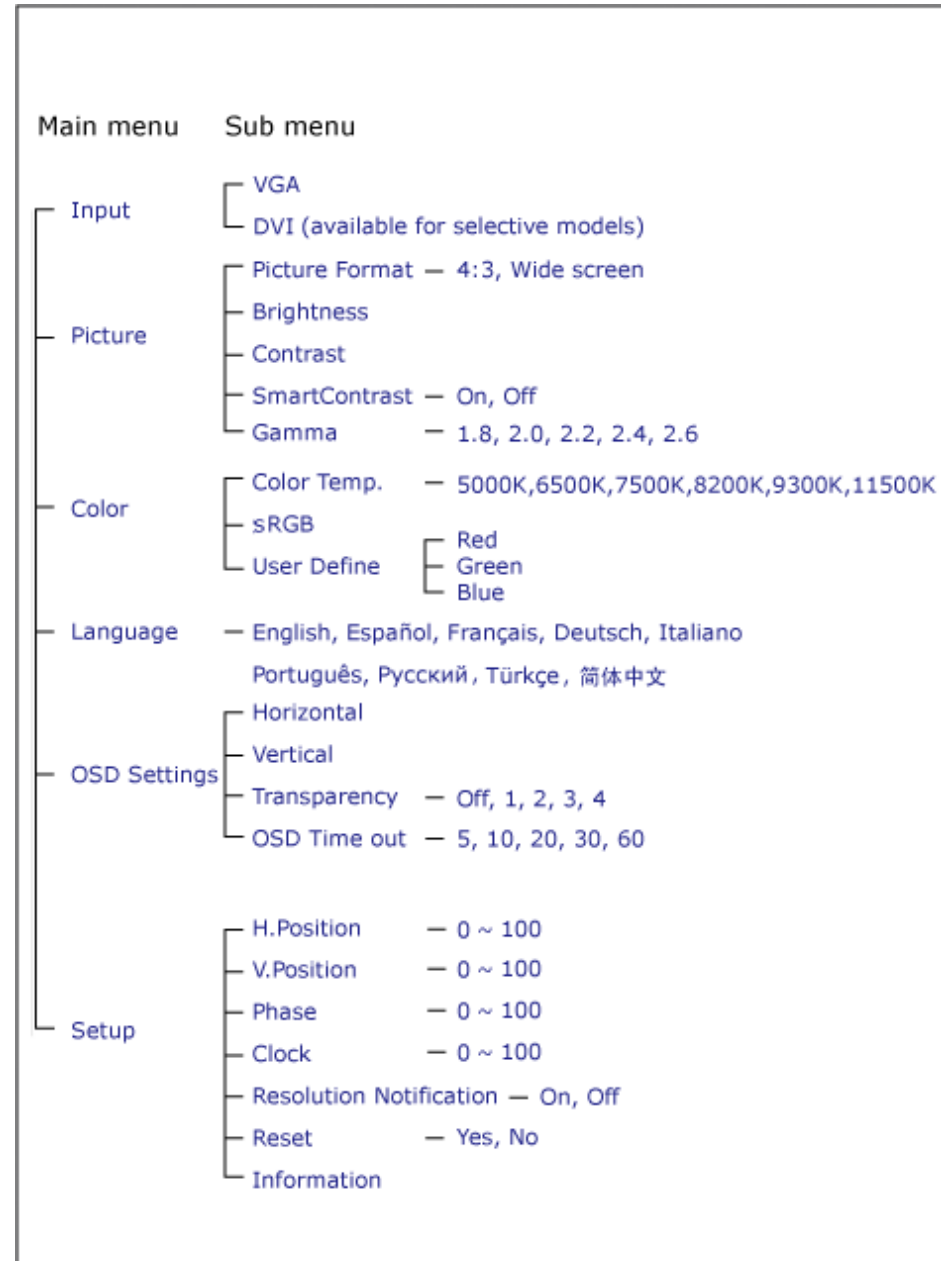 Main menu Sub menu
VGA
Input
DVI (available for selective models)
Picture Format — 4:3, Wide screen
Brightness
Picture
Contrast
SmartContrast — On, Off
Gamma — 1.8, 2.0, 2.2, 2.4, 2.6
Color Temp. — 5000K,6500K,7500K,8200K,9300K,11500K
Color
sRGB
Red
User Define Green
Blue
Language — English, Español, Français, Deutsch, Italiano
Português, Русский, Türkçe, 简体中文
Horizontal
Vertical
OSD Settings
Transparency — Off, 1, 2, 3, 4
OSD Time out — 5, 10, 20, 30, 60
H.Position — 0 ~ 100
V.Position — 0 ~ 100
Phase — 0 ~ 100
Setup
Clock — 0 ~ 100
Resolution Notification — On, Off
Reset — Yes, No
Information